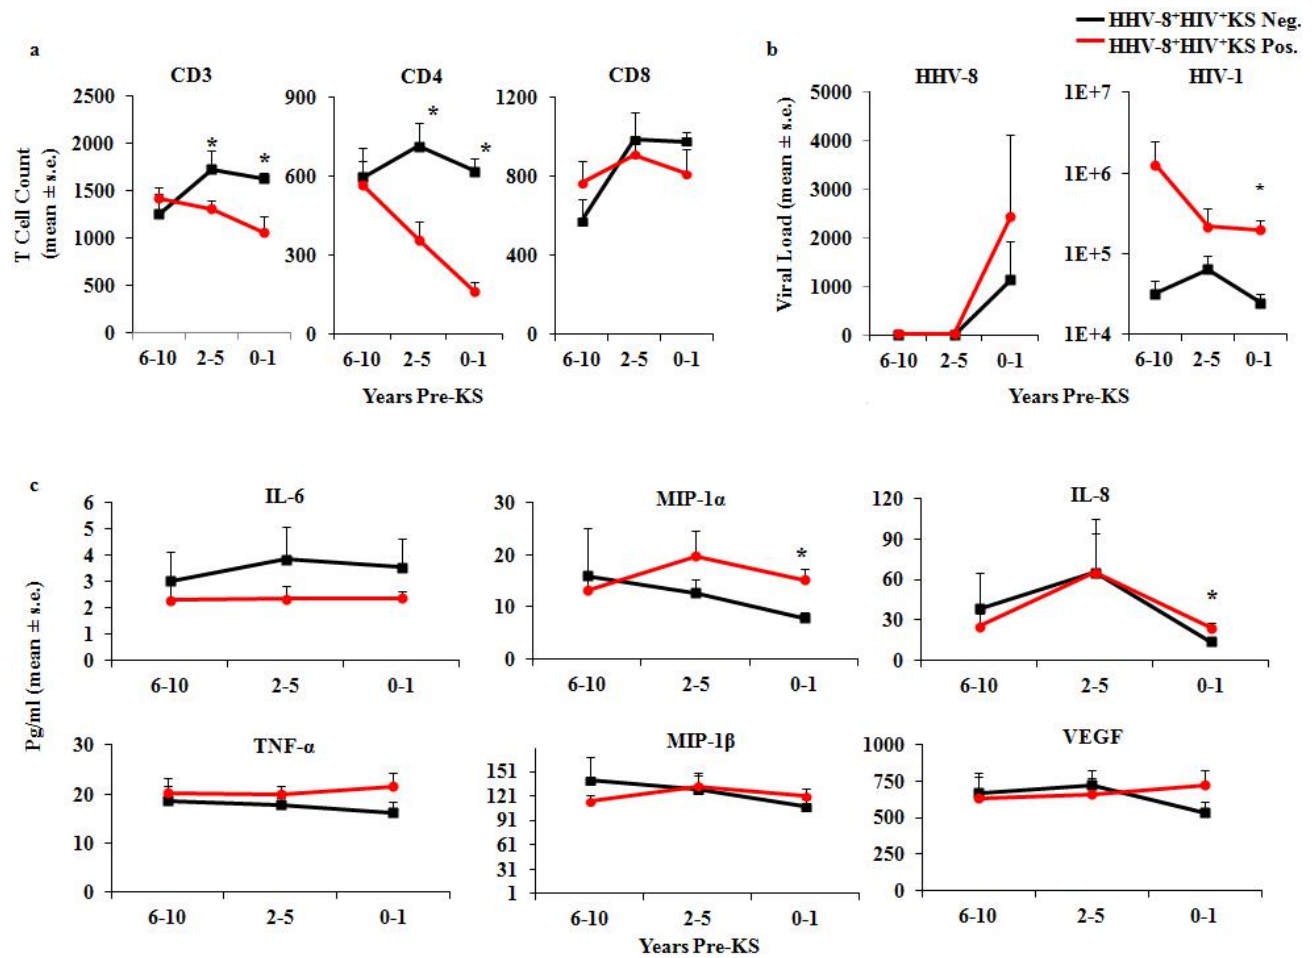 HHV-8⁺HIV⁺KS Neg.
HHV-8⁺HIV⁺KS Pos.
a
CD3
CD4
CD8
T Cell Count
(mean ± s.e.)
2500
2000
1500
1000
500
0
*
*
6-10 2-5 0-1
900
600
300
0
*
*
6-10 2-5 0-1
1200
800
400
0
6-10 2-5 0-1
Years Pre-KS
b
HHV-8
HIV-1
Viral Load (mean ± s.e.)
5000
4000
3000
2000
1000
0
6-10 2-5 0-1
1E+7
1E+6
1E+5
1E+4
*
6-10 2-5 0-1
Years Pre-KS
c
Pg/ml (mean ± s.e.)
IL-6
6
5
4
3
2
1
0
6-10 2-5 0-1
MIP-1α
30
20
10
0
*
6-10 2-5 0-1
IL-8
120
90
60
30
0
*
6-10 2-5 0-1
TNF-α
30
20
10
0
6-10 2-5 0-1
MIP-1β
151
121
91
61
31
1
6-10 2-5 0-1
VEGF
1000
750
500
250
0
6-10 2-5 0-1
Years Pre-KS